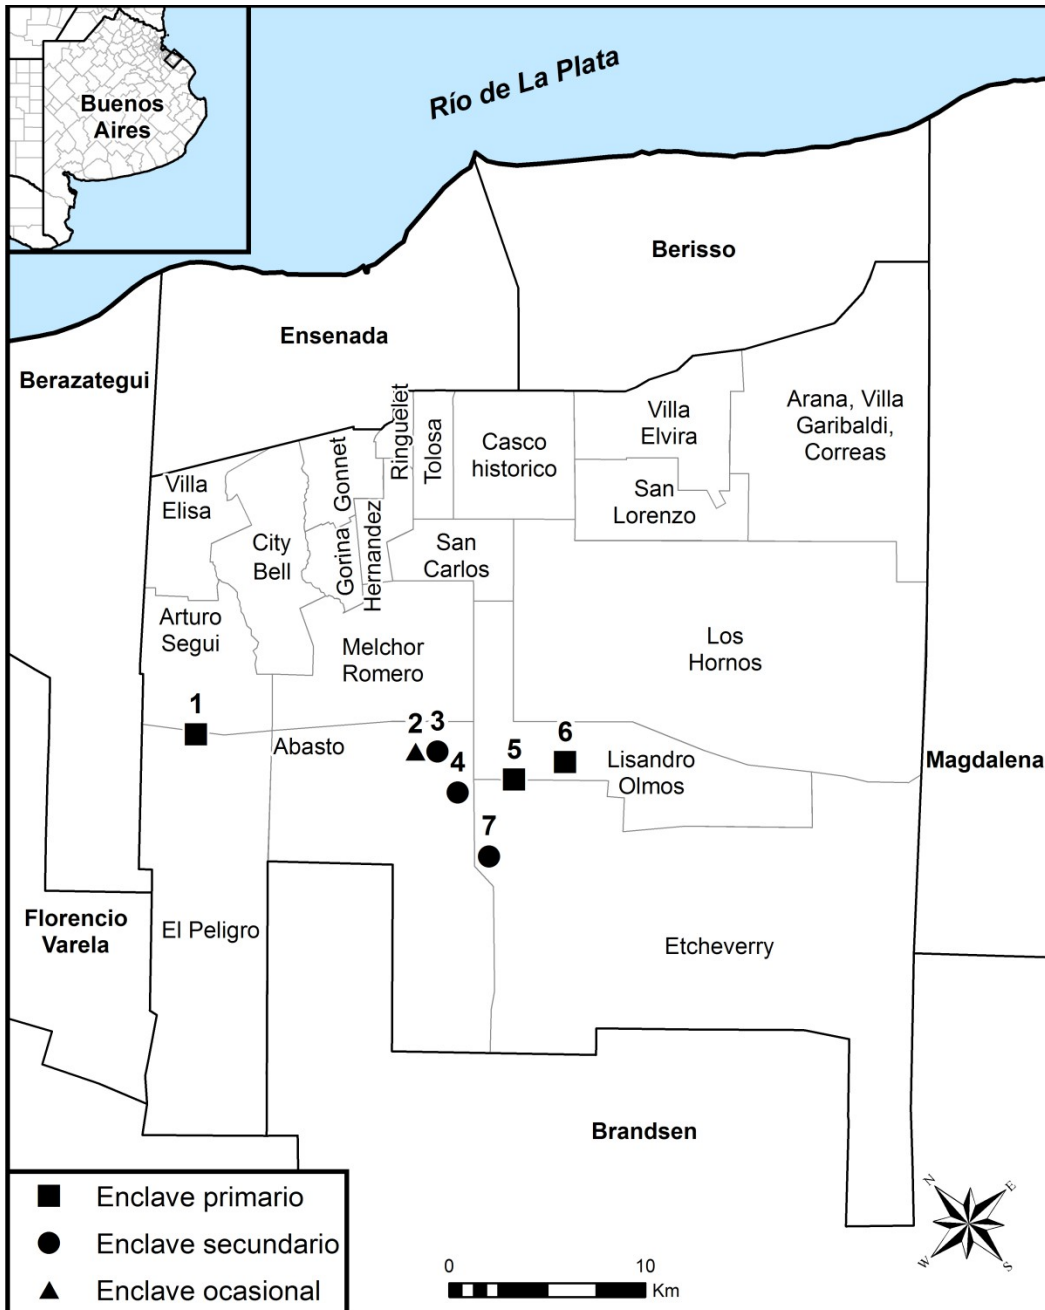 Buenos
Aires
Río de La Plata
Berisso
Ensenada
Berazategui
Ringuelet
Tolosa
Casco
historico
Villa
Elvira
Arana, Villa
Garibaldi,
Correas
Villa
Elisa
Gonnet
City
Bell
Gorina
Hernandez
San
Carlos
San
Lorenzo
Arturo
Segui
Melchor
Romero
Los
Hornos
1
Abasto
2
3
4
5
6
Lisandro
Olmos
Magdalena
7
Florencio
Varela
El Peligro
Etcheverry
Brandsen
Enclave primario
Enclave secundario
Enclave ocasional
0 10
Km
N
E
W
S